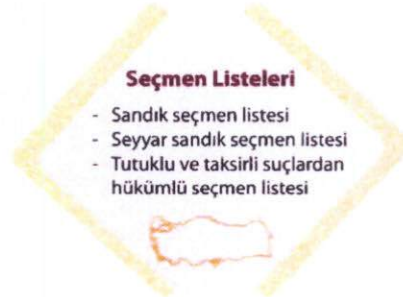 Seçmen Listeleri
- Sandık seçmen listesi
- Seyyar sandık seçmen listesi
- Tutuklu ve taksirli suçlardan
hükümlü seçmen listesi